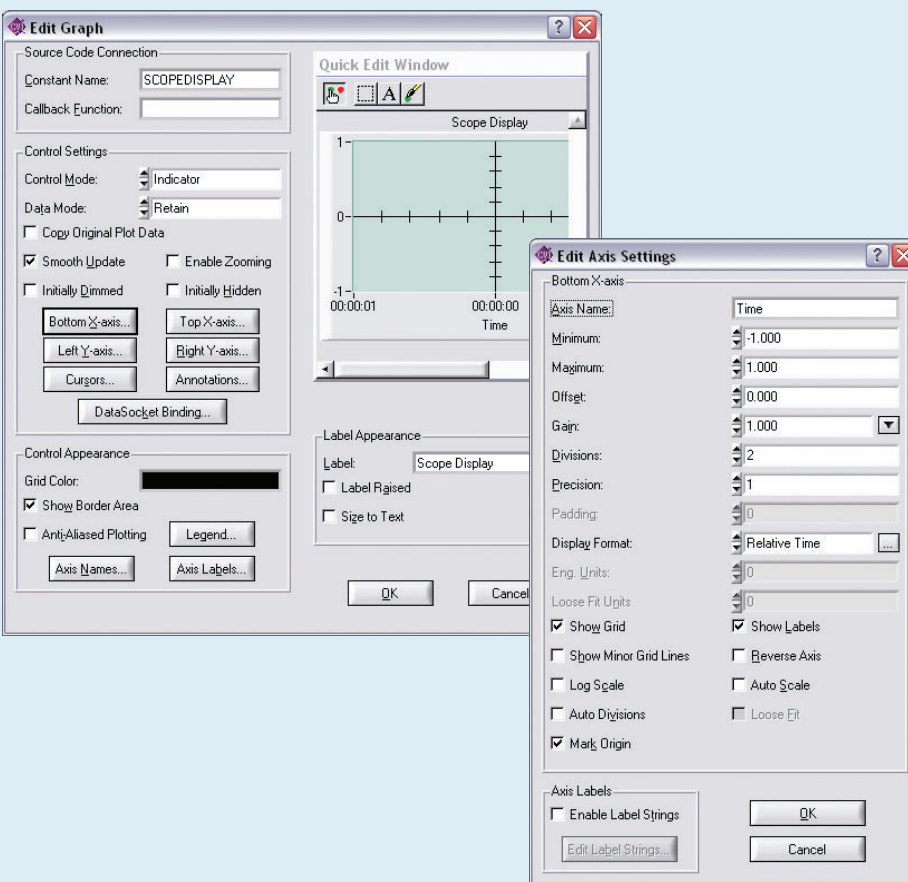 Edit Graph
Source Code Connection
Constant Name: SCOPEDISPLAY
Callback Function:
Control Settings
Control Mode: Indicator
Data Mode: Retain
Copy Original Plot Data
Smooth Update Enable Zooming
Initially Dimmed Initially Hidden
Bottom X-axis... Top X-axis...
Left Y-axis... Right Y-axis...
Cursors... Annotations...
DataSocket Binding...
Control Appearance
Grid Color:
Show Border Area
Anti-Aliased Plotting Legend...
Axis Names... Axis Labels...
Quick Edit Window
A
Scope Display
1
0
-1
00:00:01 00:00:00
Time
Label Appearance
Label: Scope Display
Label Raised
Size to Text
OK Cancel
Edit Axis Settings
Bottom X-axis
Axis Name: Time
Minimum: -1.000
Maximum: 1.000
Offset: 0.000
Gain: 1.000
Divisions: 2
Precision: 1
Padding: 0
Display Format: Relative Time ...
Eng. Units: 0
Loose Fit Units 0
Show Grid Show Labels
Show Minor Grid Lines Reverse Axis
Log Scale Auto Scale
Auto Divisions Loose Fit
Mark Origin
Axis Labels
Enable Label Strings
Edit Label Strings...
OK
Cancel